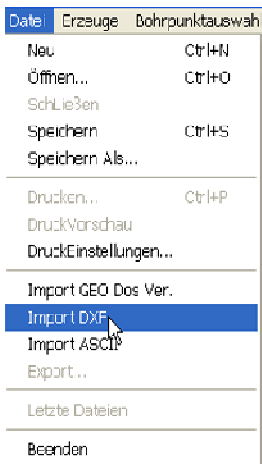 Datei Erzeuge Bohrpunktauswah
Neu Ctrl+N
Öffnen... Ctrl+O
SchLießen
Speichern Ctrl+S
Speichern Als...
Drucken... Ctrl+P
DruckVorschau
DruckEinstellungen...
Import GEO Dos Ver.
Import DXF
Import ASCII
Export...
Letzte Dateien
Beenden